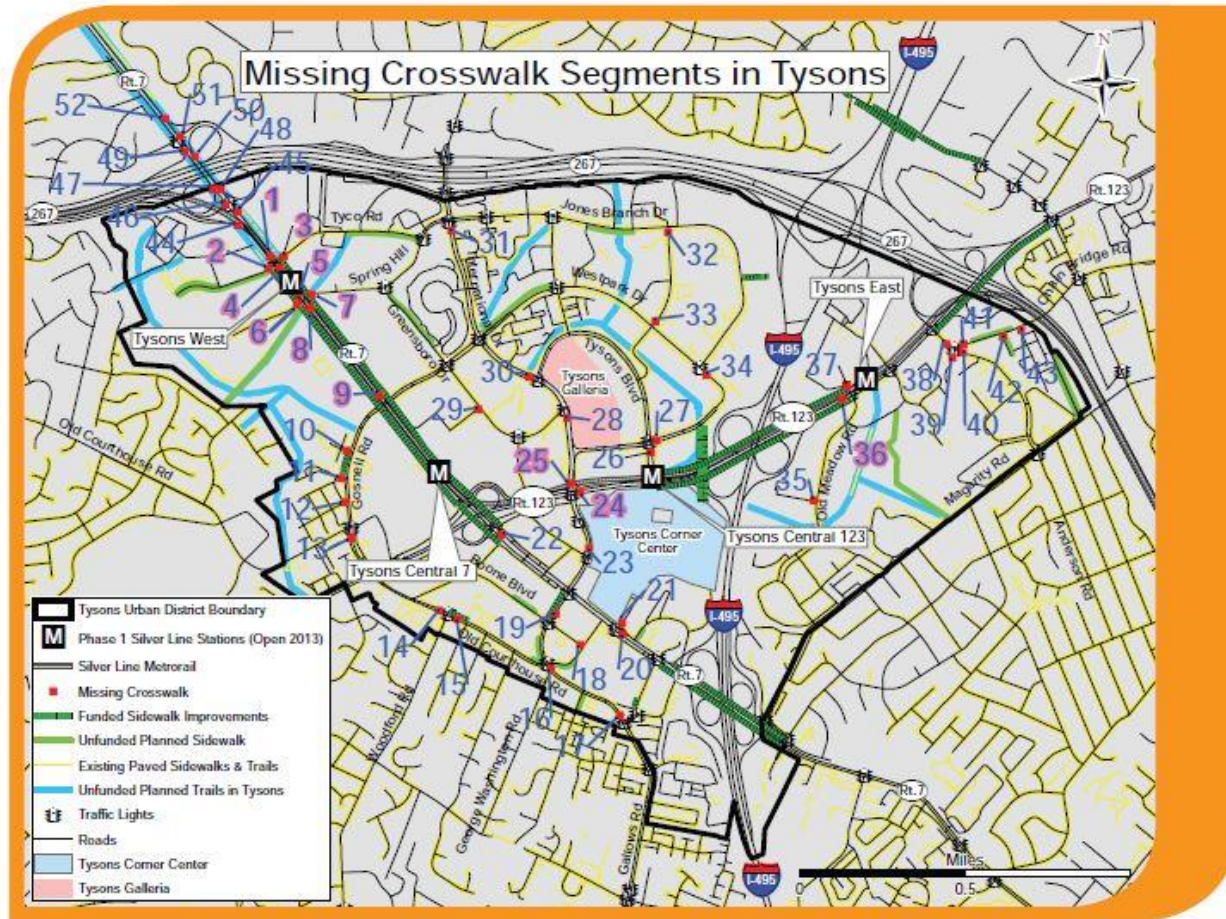 Missing Crosswalk Segments in Tysons
N
I-495
I-495
I-495
I-495
Rt.7
52
51
50
48
49
45
47
267
267
267
Rt.123
46
44
1
3
2
Tyco Rd
Jones Branch Dr
31
32
Chain Bridge Rd
5
Spring Hill
International Dr
Westpark Dr
Tysons East
4
7
6
Tysons West
8
Rt.7
Greensboro Dr
33
41
Tysons Blvd
9
30
Tysons
Galleria
34
37
38
42
43
29
28
27
39
40
Rt.123
36
Old Courthouse Rd
10
11
Gosnell Rd
25
26
35
Old Meadow Rd
Magarity Rd
12
24
Rt.123
13
22
Tysons Corner
Center
Tysons Central 123
Anderson Rd
Tysons Central 7
Boone Blvd
23
21
14
15
19
Old Courthouse Rd
18
20
16
17
Rt.7
Woodford Rd
George Washington Rd
Gallows Rd
Rt.7
M
M
M
M
Tysons Urban District Boundary
M Phase 1 Silver Line Stations (Open 2013)
Silver Line Metrorail
Missing Crosswalk
Funded Sidewalk Improvements
Unfunded Planned Sidewalk
Existing Paved Sidewalks & Trails
Unfunded Planned Trails in Tysons
Traffic Lights
Roads
Tysons Corner Center
Tysons Galleria
Miles
0
0.5